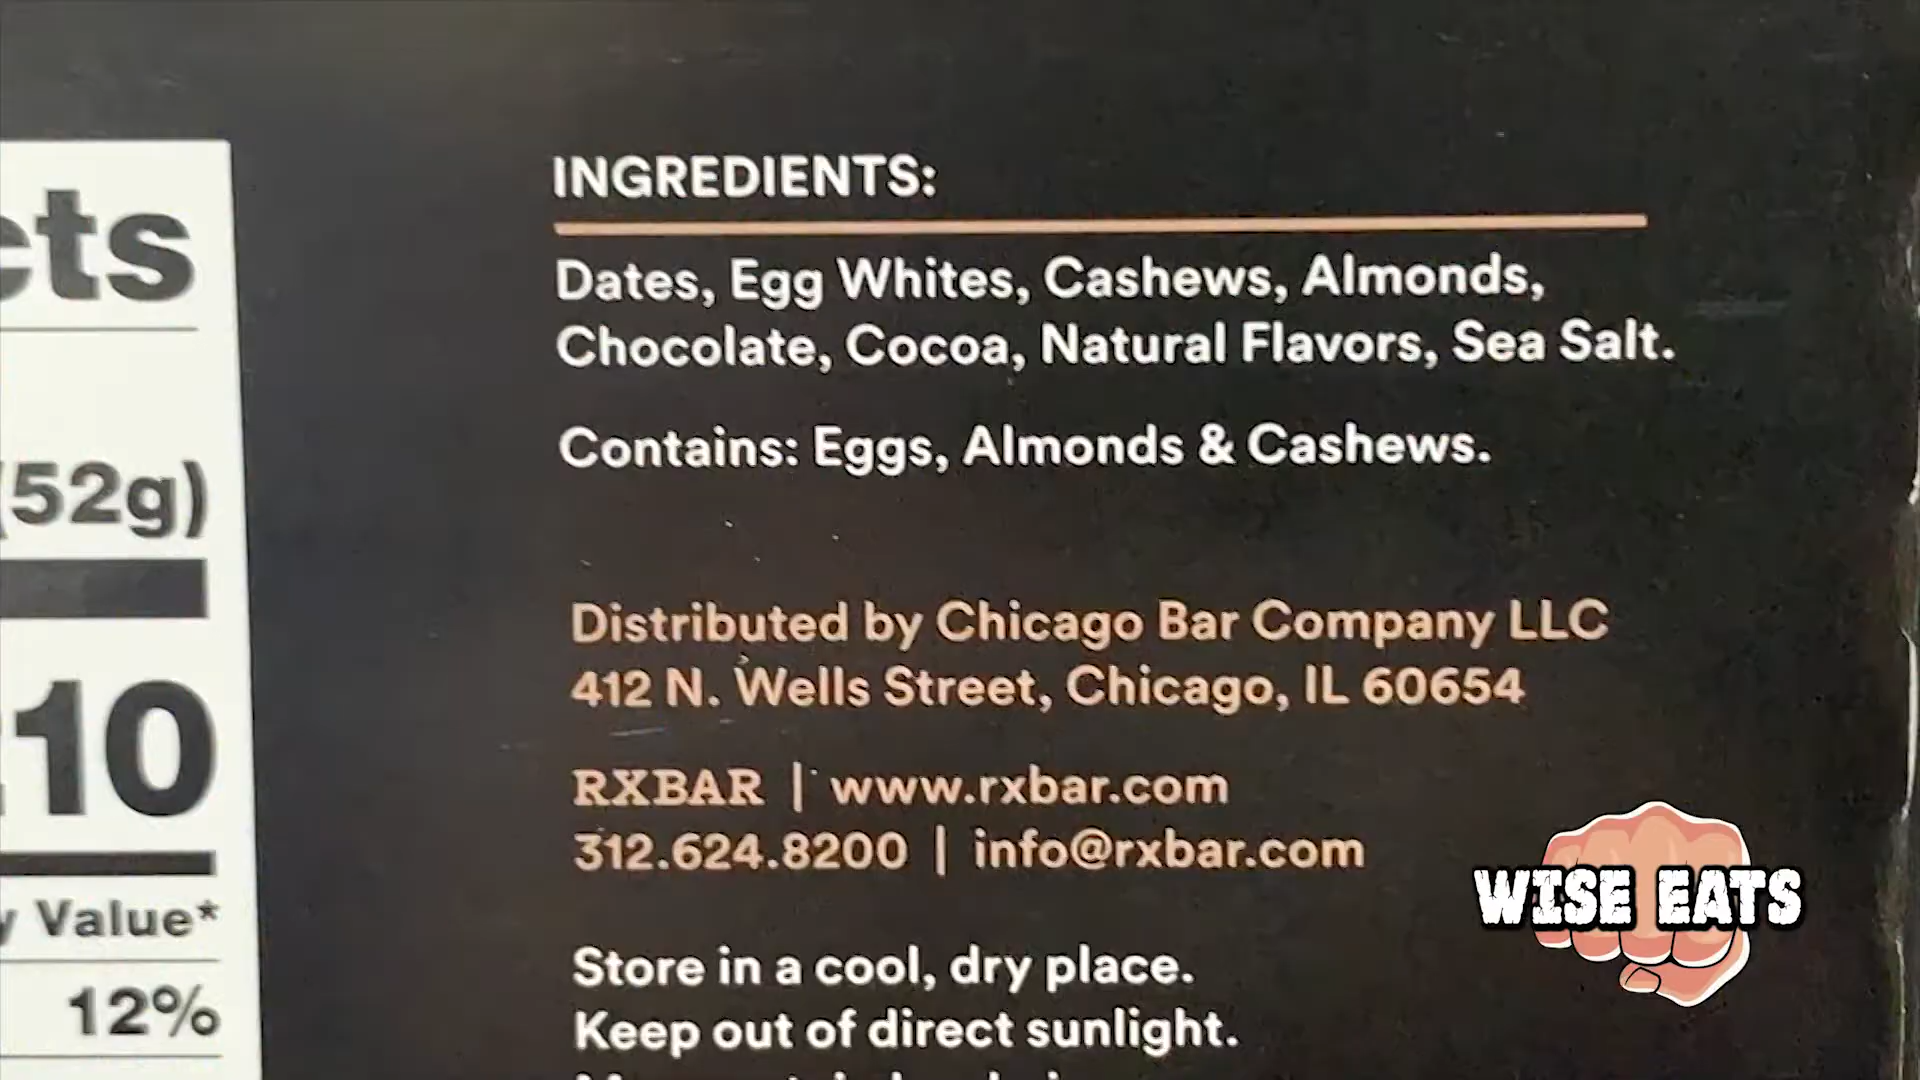 cts
(52g)
10
y Value*
12%
INGREDIENTS:
Dates, Egg Whites, Cashews, Almonds,
Chocolate, Cocoa, Natural Flavors, Sea Salt.
Contains: Eggs, Almonds & Cashews.
Distributed by Chicago Bar Company LLC
412 N. Wells Street, Chicago, IL 60654
RXBAR | www.rxbar.com
312.624.8200 | info@rxbar.com
Store in a cool, dry place.
Keep out of direct sunlight.
WISE EATS